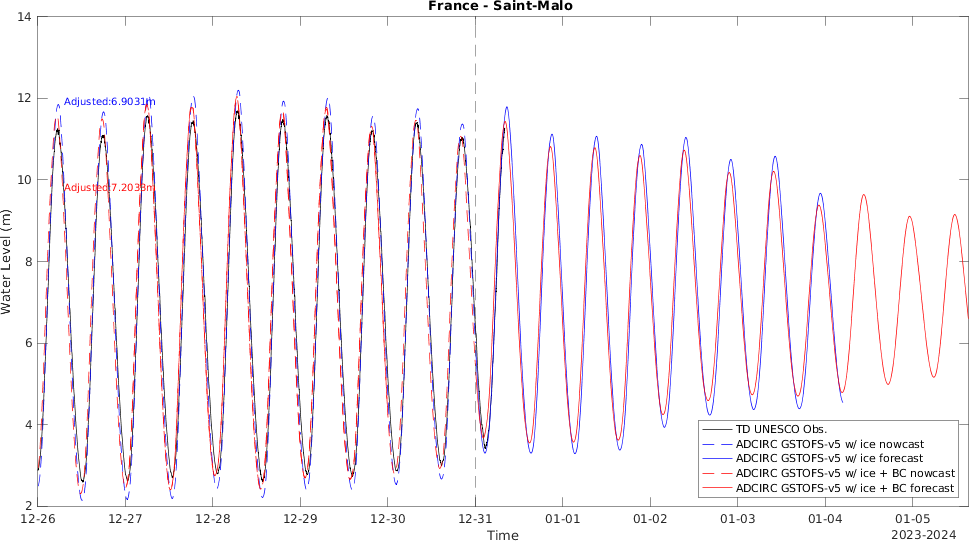 France - Saint-Malo
Water Level (m)
14
12
10
8
6
4
2
Adjusted:6.9031m
Adjusted:7.2033m
12-26
12-27
12-28
12-29
12-30
12-31
01-01
01-02
01-03
01-04
01-05
Time
2023-2024
TD UNESCO Obs.
ADCIRC GSTOFS-v5 w/ ice nowcast
ADCIRC GSTOFS-v5 w/ ice forecast
ADCIRC GSTOFS-v5 w/ ice + BC nowcast
ADCIRC GSTOFS-v5 w/ ice + BC forecast